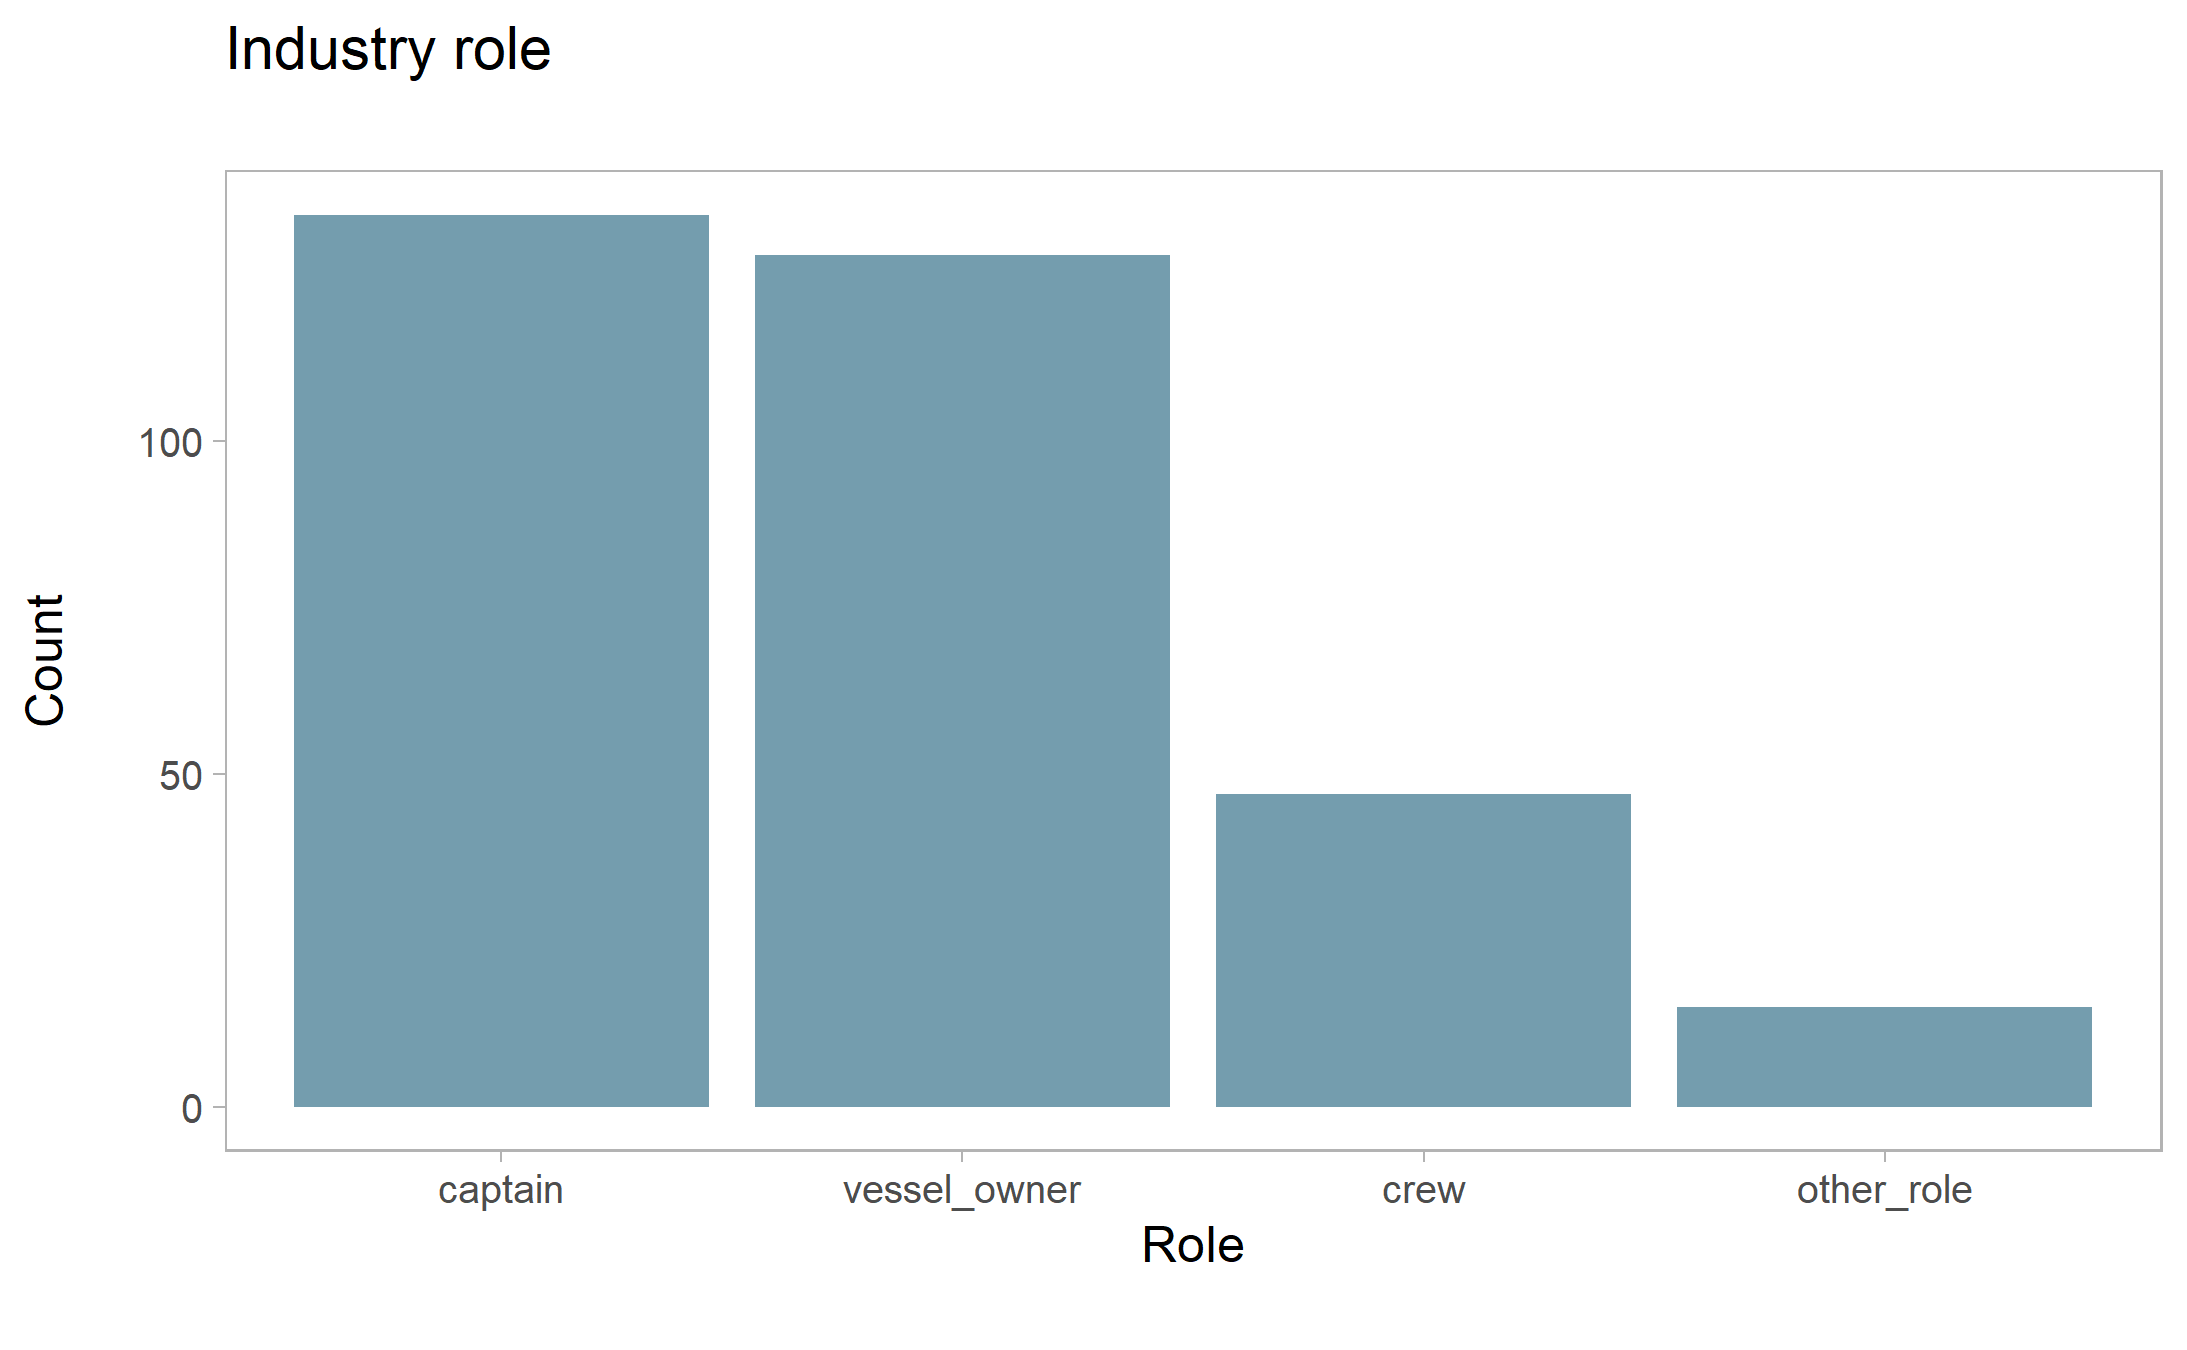 Industry role
100
50
0
Count
captain vessel_owner crew other_role
Role